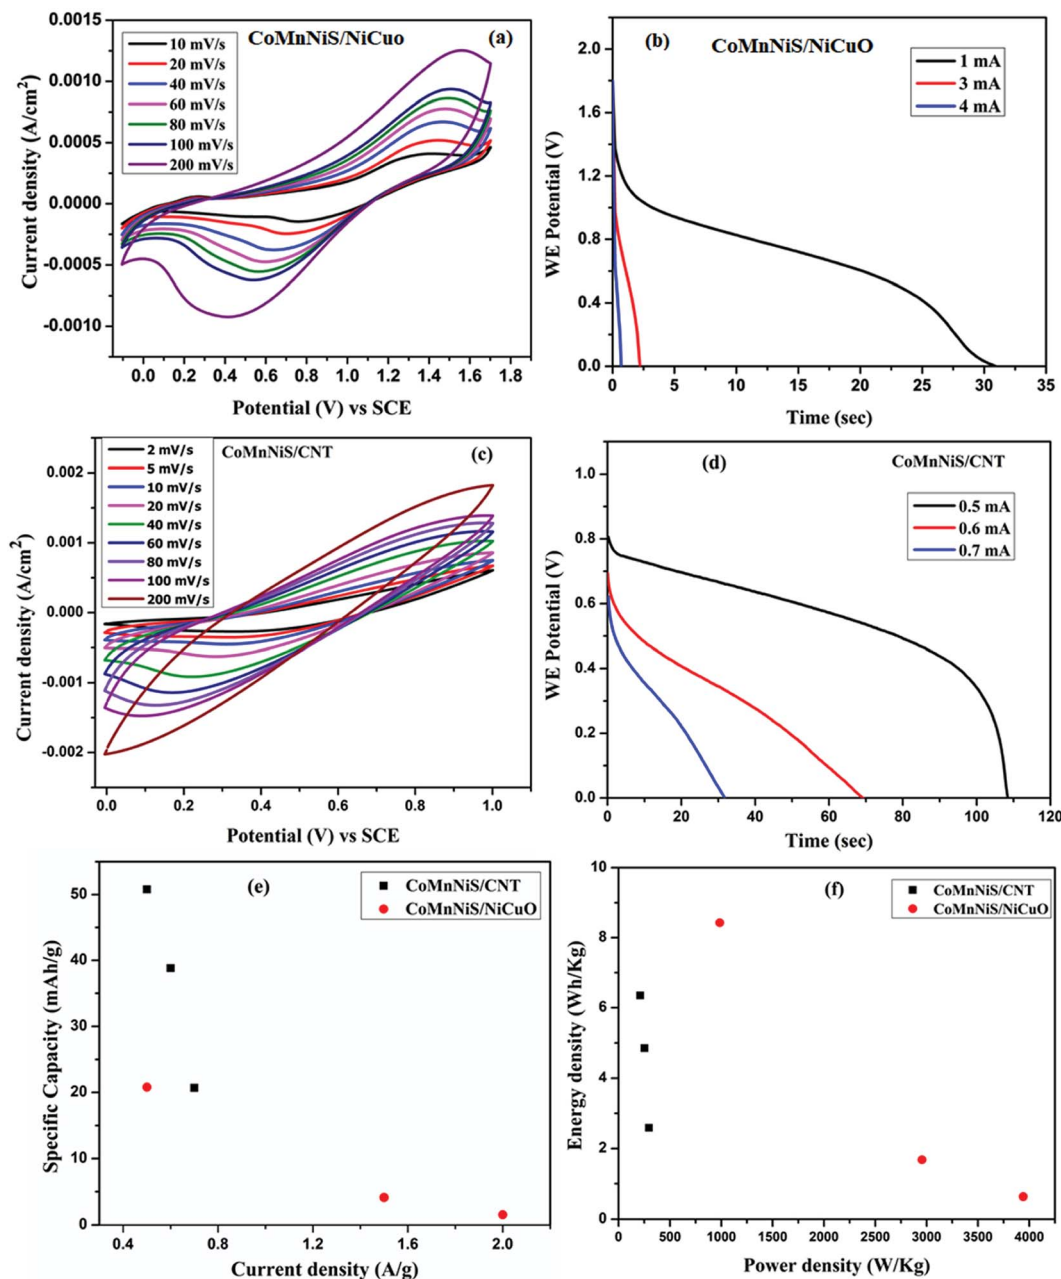 CoMnNiS/NiCuo
(a)
10 mV/s
20 mV/s
40 mV/s
60 mV/s
80 mV/s
100 mV/s
200 mV/s
0.0015
0.0010
0.0005
0.0000
-0.0005
-0.0010
Current density (A/cm²)
0.0 0.2 0.4 0.6 0.8 1.0 1.2 1.4 1.6 1.8
Potential (V) vs SCE
(b)
CoMnNiS/NiCuO
1 mA
3 mA
4 mA
2.0
1.6
1.2
0.8
0.4
0.0
WE Potential (V)
0 5 10 15 20 25 30 35
Time (sec)
CoMnNiS/CNT
(c)
2 mV/s
5 mV/s
10 mV/s
20 mV/s
40 mV/s
60 mV/s
80 mV/s
100 mV/s
200 mV/s
0.002
0.001
0.000
-0.001
-0.002
Current density (A/cm²)
0.0 0.2 0.4 0.6 0.8 1.0
Potential (V) vs SCE
(d)
CoMnNiS/CNT
0.5 mA
0.6 mA
0.7 mA
1.0
0.8
0.6
0.4
0.2
0.0
WE Potential (V)
0 20 40 60 80 100 120
Time (sec)
(e)
CoMnNiS/CNT
CoMnNiS/NiCuO
50
40
30
20
10
0
Specific Capacity (mAh/g)
0.4 0.8 1.2 1.6 2.0
Current density (A/g)
(f)
CoMnNiS/CNT
CoMnNiS/NiCuO
10
8
6
4
2
0
Energy density (Wh/Kg)
0 500 1000 1500 2000 2500 3000 3500 4000
Power density (W/Kg)